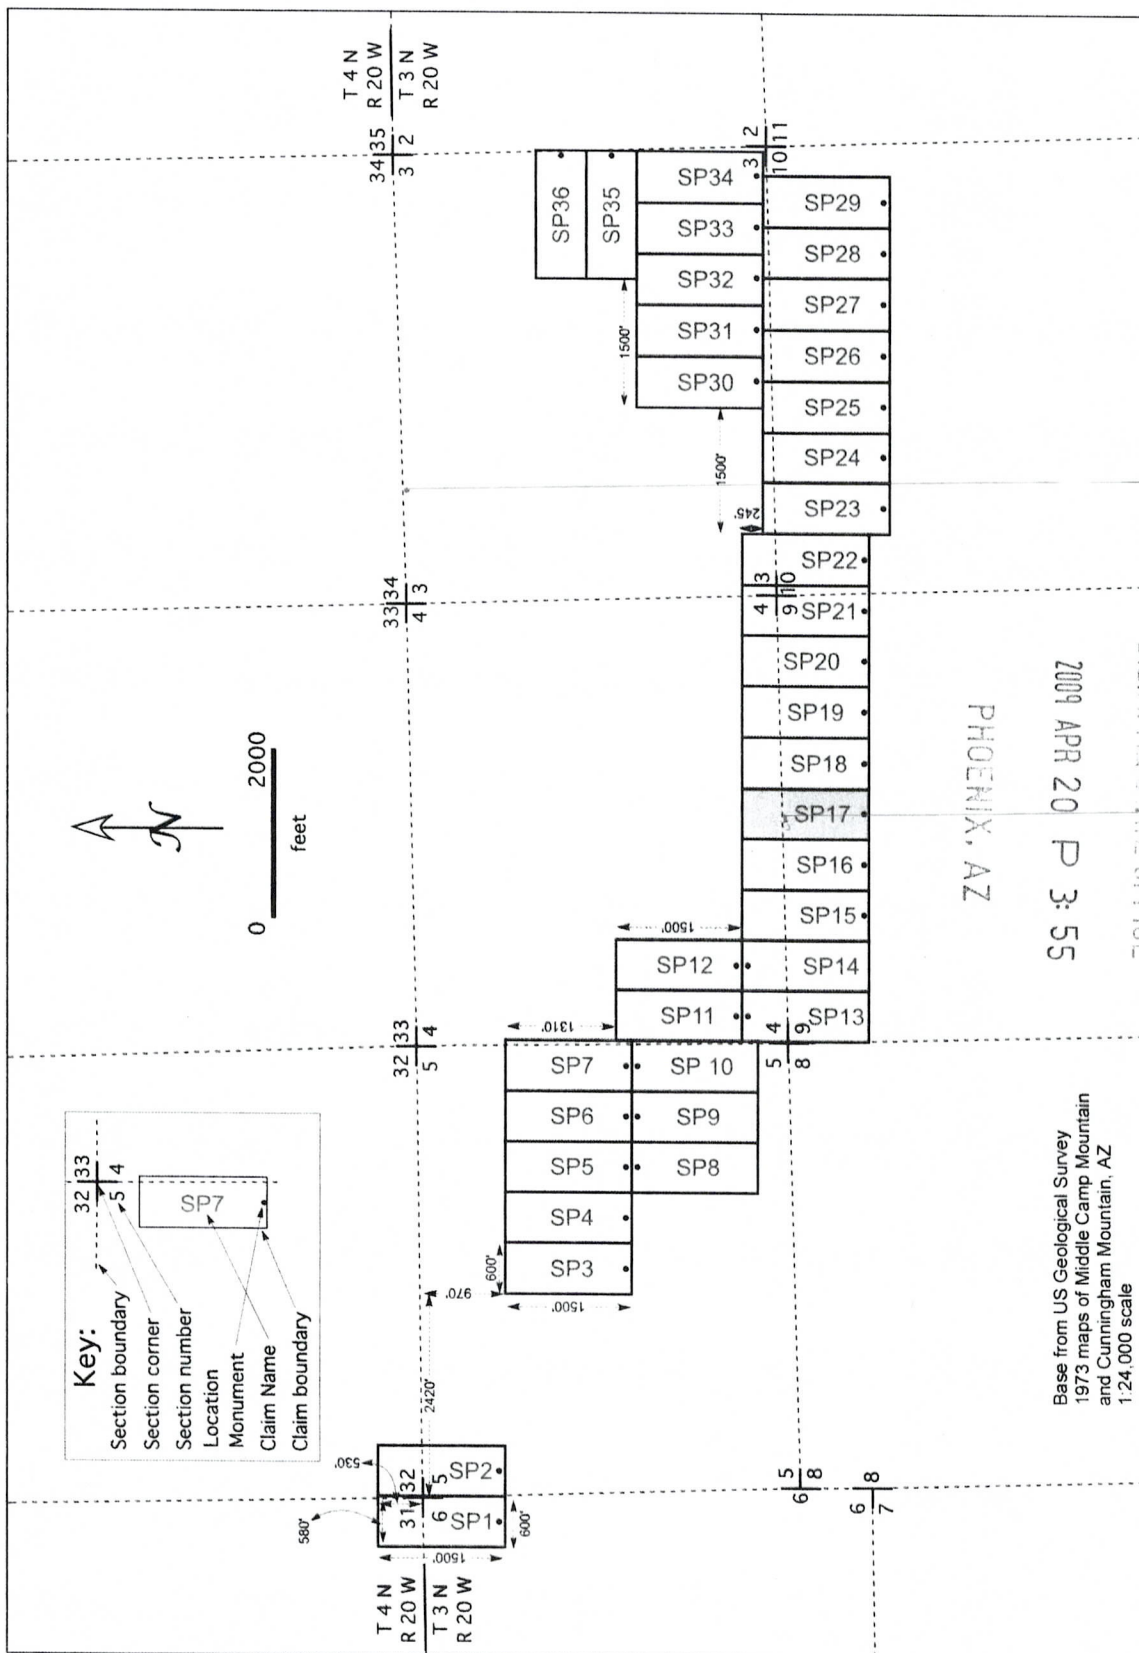 T 4 N
R 20 W
T 3 N
R 20 W
T 4 N
R 20 W
T 3 N
R 20 W
Key:
Section boundary
Section corner
Section number
Location
Monument
Claim Name
Claim boundary
32 33
5 4
SP7
N
0 2000
feet
31 32
6 5
32 33
5 4
33 34
4 3
34 35
3 2
580'
530'
1500'
600'
2420'
970'
600'
1500'
1310'
1500'
245'
1500'
1500'
SP1
SP2
SP3
SP4
SP5
SP6
SP7
SP8
SP9
SP 10
SP11
SP12
SP13
SP14
SP15
SP16
SP17
SP18
SP19
SP20
SP21
SP22
SP23
SP24
SP25
SP26
SP27
SP28
SP29
SP30
SP31
SP32
SP33
SP34
SP35
SP36
5
6 8
6 8
7
5 4
8 9
4 3
9 10
3 2
10 11
Base from US Geological Survey
1973 maps of Middle Camp Mountain
and Cunningham Mountain, AZ
1:24,000 scale
2009 APR 20 P 3:55
PHOENIX, AZ